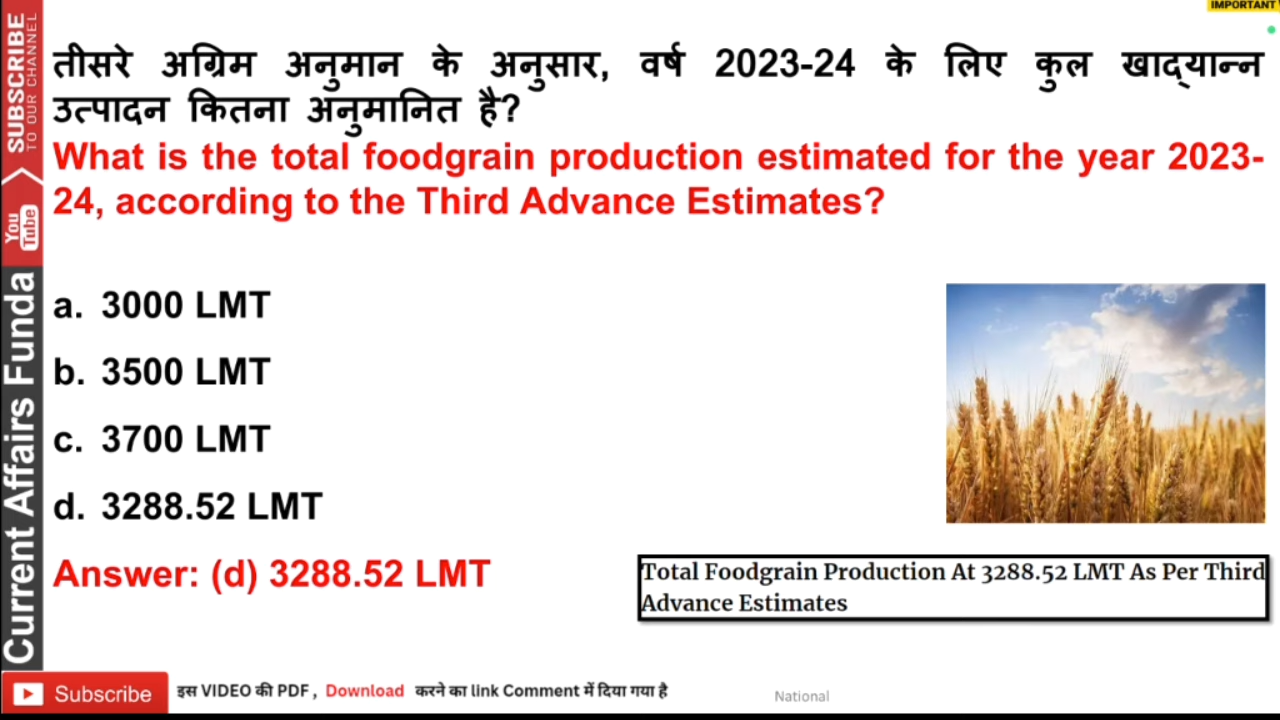 IMPORTANT
तीसरे अग्रिम अनुमान के अनुसार, वर्ष 2023-24 के लिए कुल खाद्यान्न
उत्पादन कितना अनुमानित है?
What is the total foodgrain production estimated for the year 2023-
24, according to the Third Advance Estimates?
a. 3000 LMT
b. 3500 LMT
c. 3700 LMT
d. 3288.52 LMT
Answer: (d) 3288.52 LMT
Total Foodgrain Production At 3288.52 LMT As Per Third
Advance Estimates
SUBSCRIBE
TO OUR CHANNEL
You
Tube
Current Affairs Funda
Subscribe
इस VIDEO की PDF , Download करने का link Comment में दिया गया है
National